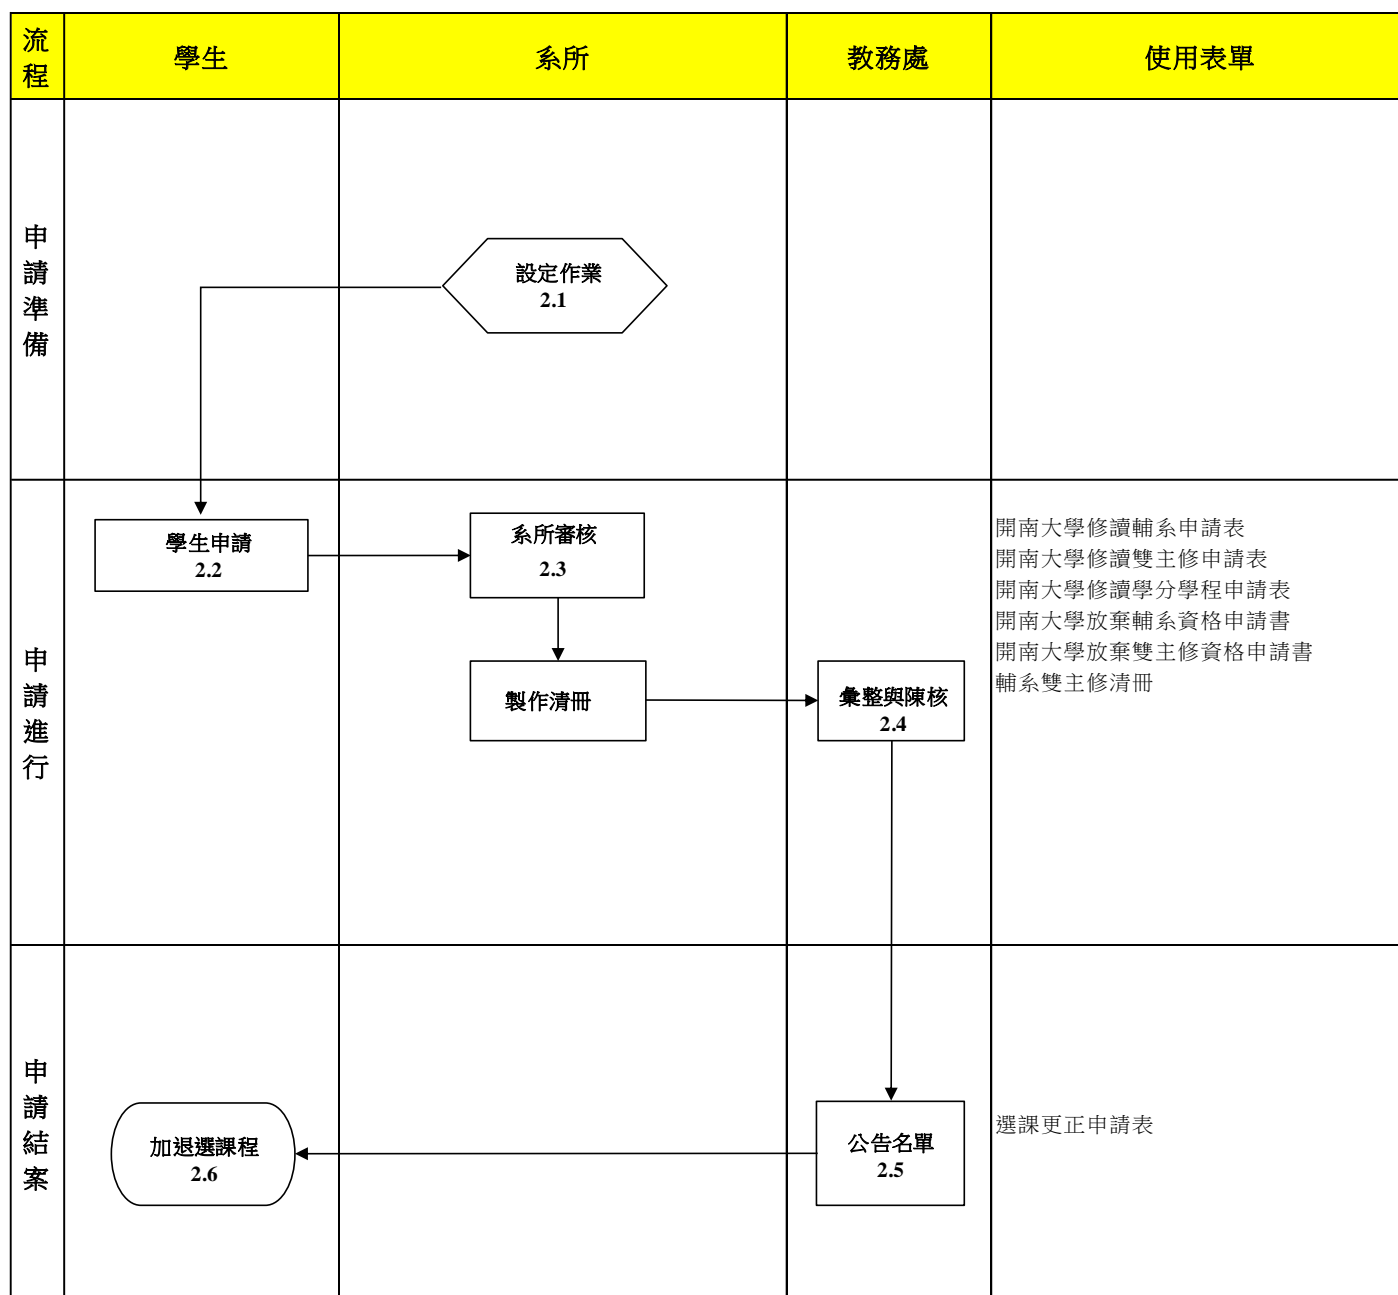 流程
學生
系所
教務處
使用表單
申請準備
設定作業
2.1
申請進行
學生申請
2.2
系所審核
2.3
製作清冊
彙整與陳核
2.4
開南大學修讀輔系申請表
開南大學修讀雙主修申請表
開南大學修讀學分學程申請表
開南大學放棄輔系資格申請書
開南大學放棄雙主修資格申請書
輔系雙主修清冊
申請結案
加退選課程
2.6
公告名單
2.5
選課更正申請表